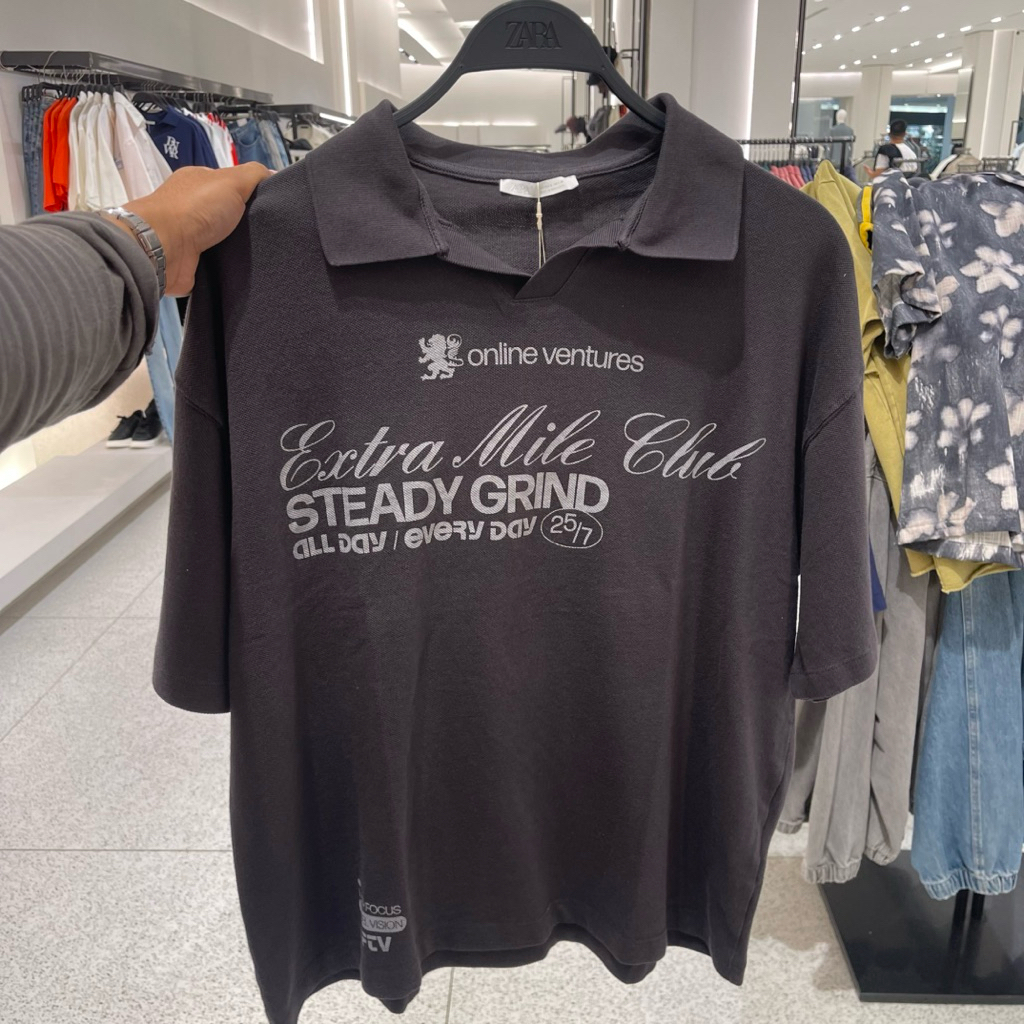 ZARA
online ventures
Extra Mile Club
STEADY GRIND
ALL DAY / EVERY DAY 25/7
FOCUS
VISION